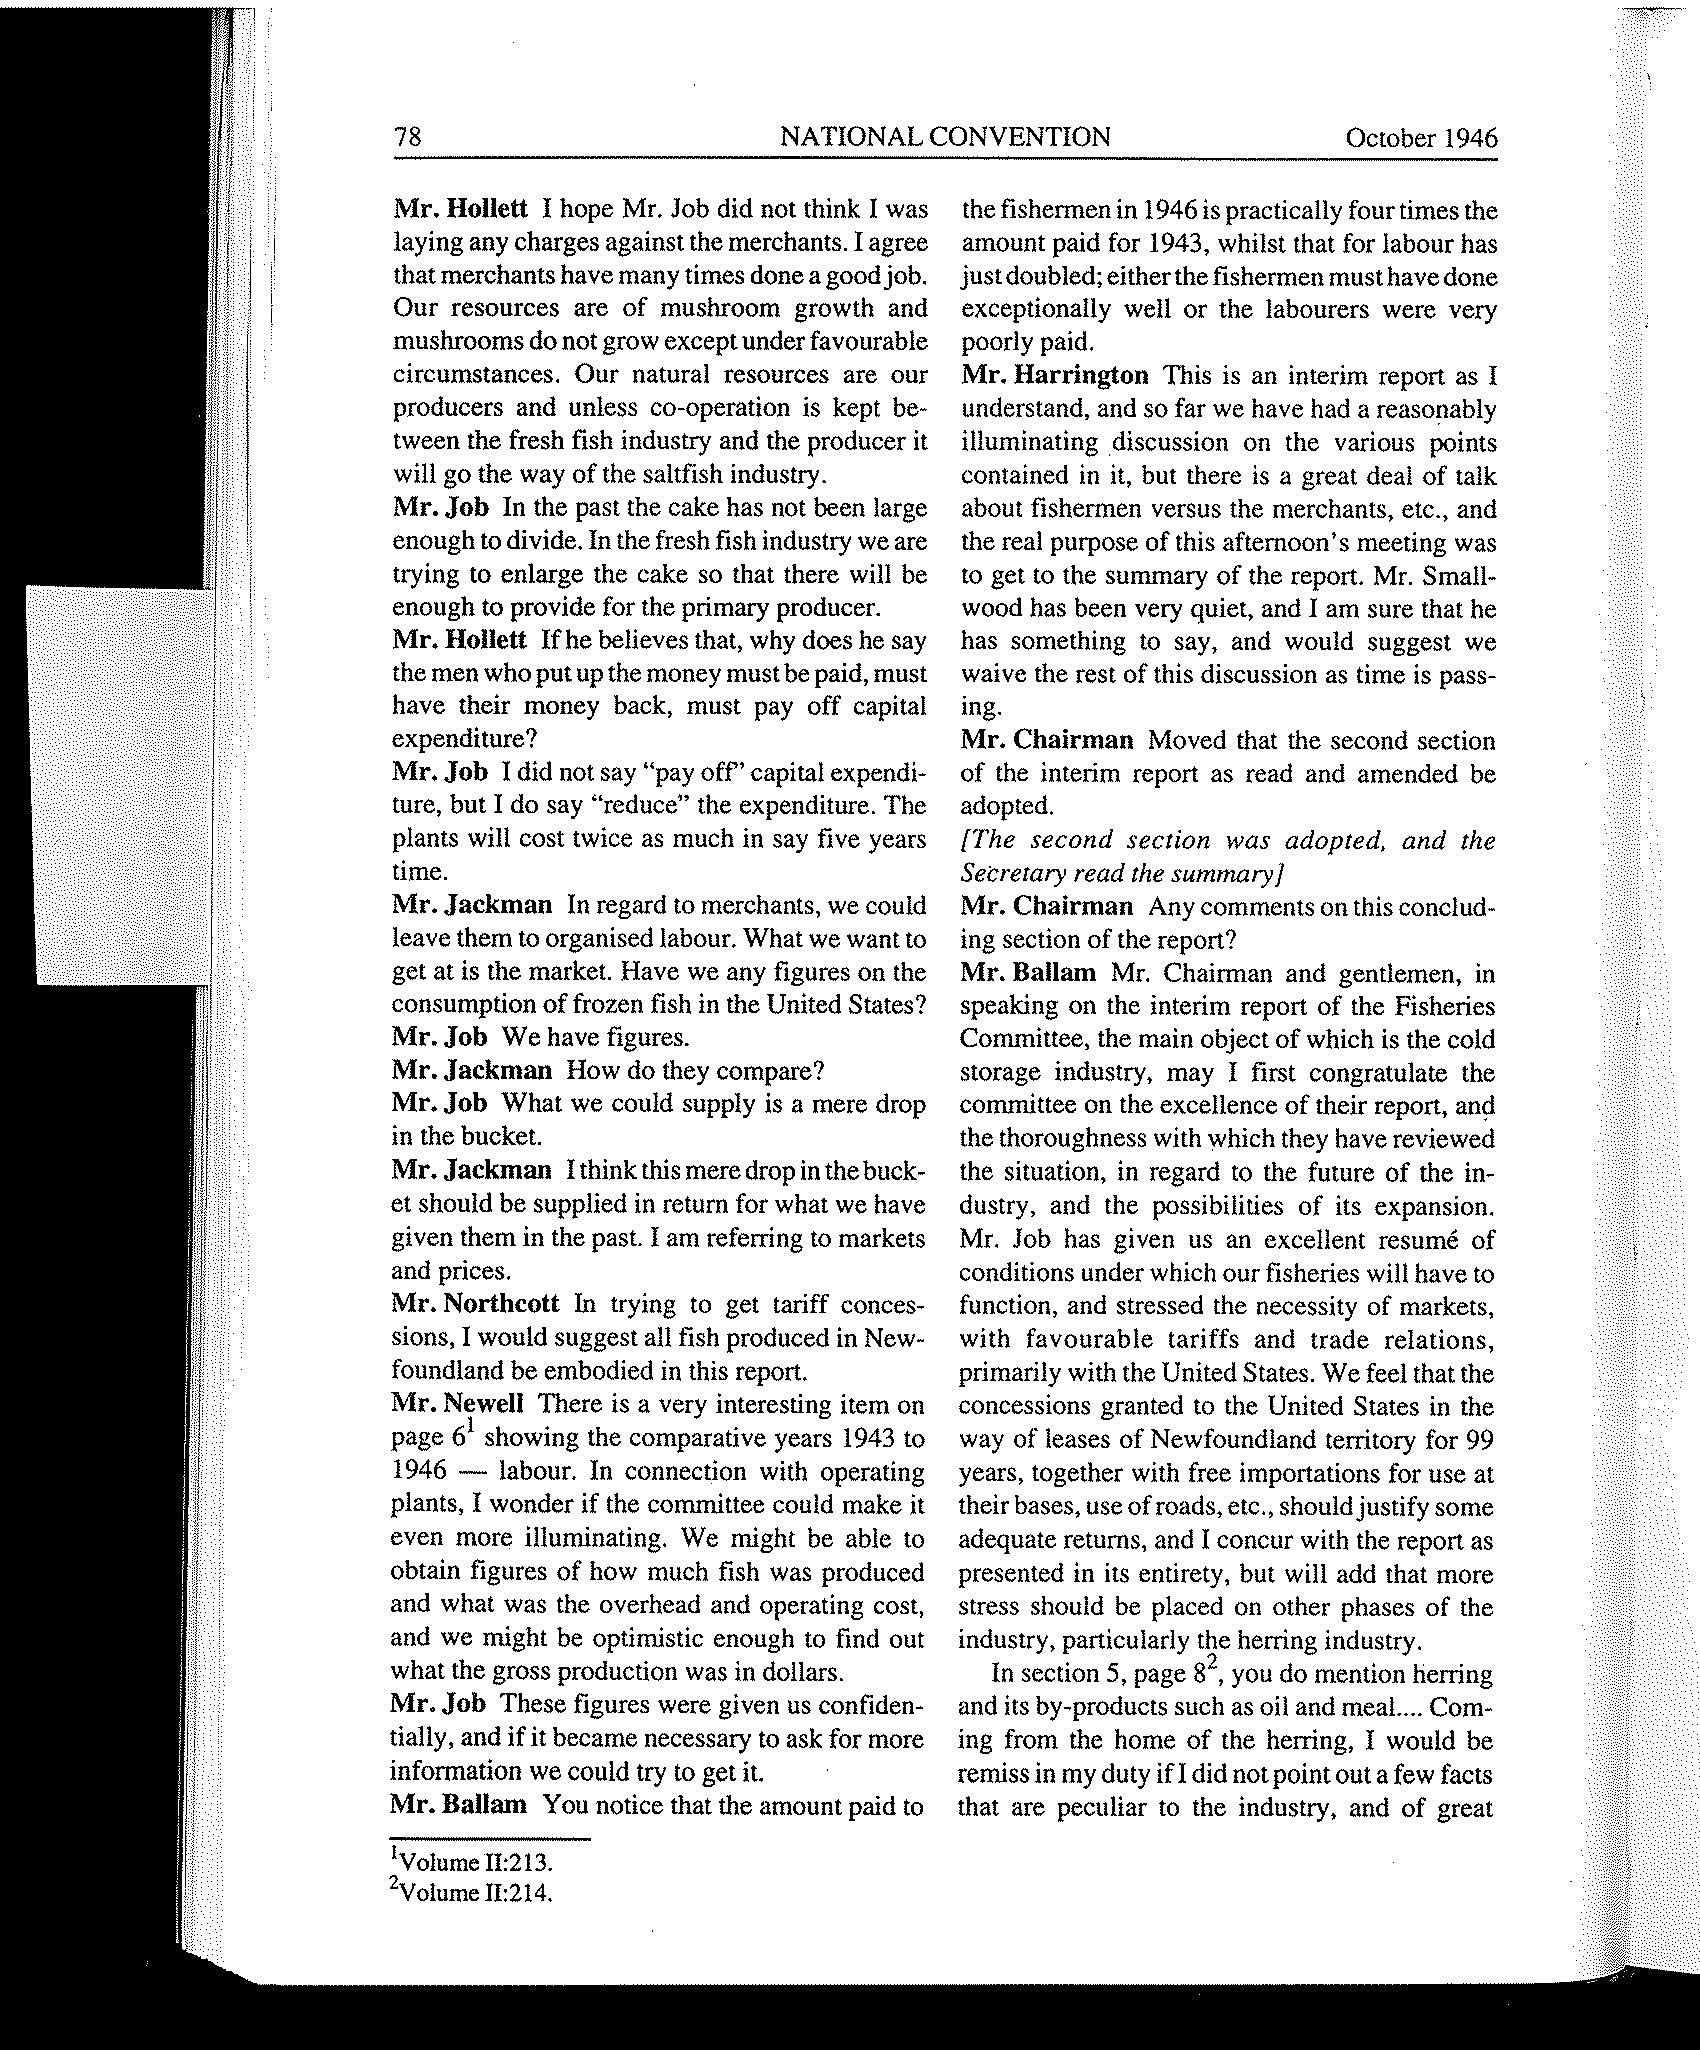 78 NATIONAL CONVENTION October 1946
Mr. Hollett I hope Mr. Job did not think I was
laying any charges against the merchants. I agree
that merchants have many times done a good job.
Our resources are of mushroom growth and
mushrooms do not grow except under favourable
circumstances. Our natural resources are our
producers and unless co-operation is kept be-
tween the fresh fish industry and the producer it
will go the way of the saltfish industry.
Mr. Job In the past the cake has not been large
enough to divide. In the fresh fish industry we are
trying to enlarge the cake so that there will be
enough to provide for the primary producer.
Mr. Hollett If he believes that, why does he say
the men who put up the money must be paid, must
have their money back, must pay off capital
expenditure?
Mr. Job I did not say "pay off" capital expendi-
ture, but I do say "reduce" the expenditure. The
plants will cost twice as much in say five years
time.
Mr. Jackman In regard to merchants, we could
leave them to organised labour. What we want to
get at is the market. Have we any figures on the
consumption of frozen fish in the United States?
Mr. Job We have figures.
Mr. Jackman How do they compare?
Mr. Job What we could supply is a mere drop
in the bucket.
Mr. Jackman I think this mere drop in the buck-
et should be supplied in return for what we have
given them in the past. I am referring to markets
and prices.
Mr. Northcott In trying to get tariff conces-
sions, I would suggest all fish produced in New-
foundland be embodied in this report.
Mr. Newell There is a very interesting item on
page 6¹ showing the comparative years 1943 to
1946 — labour. In connection with operating
plants, I wonder if the committee could make it
even more illuminating. We might be able to
obtain figures of how much fish was produced
and what was the overhead and operating cost,
and we might be optimistic enough to find out
what the gross production was in dollars.
Mr. Job These figures were given us confiden-
tially, and if it became necessary to ask for more
information we could try to get it.
Mr. Ballam You notice that the amount paid to
¹Volume II:213.
²Volume II:214.
the fishermen in 1946 is practically four times the
amount paid for 1943, whilst that for labour has
just doubled; either the fishermen must have done
exceptionally well or the labourers were very
poorly paid.
Mr. Harrington This is an interim report as I
understand, and so far we have had a reasonably
illuminating discussion on the various points
contained in it, but there is a great deal of talk
about fishermen versus the merchants, etc., and
the real purpose of this afternoon's meeting was
to get to the summary of the report. Mr. Small-
wood has been very quiet, and I am sure that he
has something to say, and would suggest we
waive the rest of this discussion as time is pass-
ing.
Mr. Chairman Moved that the second section
of the interim report as read and amended be
adopted.
[The second section was adopted, and the
Secretary read the summary]
Mr. Chairman Any comments on this conclud-
ing section of the report?
Mr. Ballam Mr. Chairman and gentlemen, in
speaking on the interim report of the Fisheries
Committee, the main object of which is the cold
storage industry, may I first congratulate the
committee on the excellence of their report, and
the thoroughness with which they have reviewed
the situation, in regard to the future of the in-
dustry, and the possibilities of its expansion.
Mr. Job has given us an excellent resumé of
conditions under which our fisheries will have to
function, and stressed the necessity of markets,
with favourable tariffs and trade relations,
primarily with the United States. We feel that the
concessions granted to the United States in the
way of leases of Newfoundland territory for 99
years, together with free importations for use at
their bases, use of roads, etc., should justify some
adequate returns, and I concur with the report as
presented in its entirety, but will add that more
stress should be placed on other phases of the
industry, particularly the herring industry.
In section 5, page 8², you do mention herring
and its by-products such as oil and meal.... Com-
ing from the home of the herring, I would be
remiss in my duty if I did not point out a few facts
that are peculiar to the industry, and of great